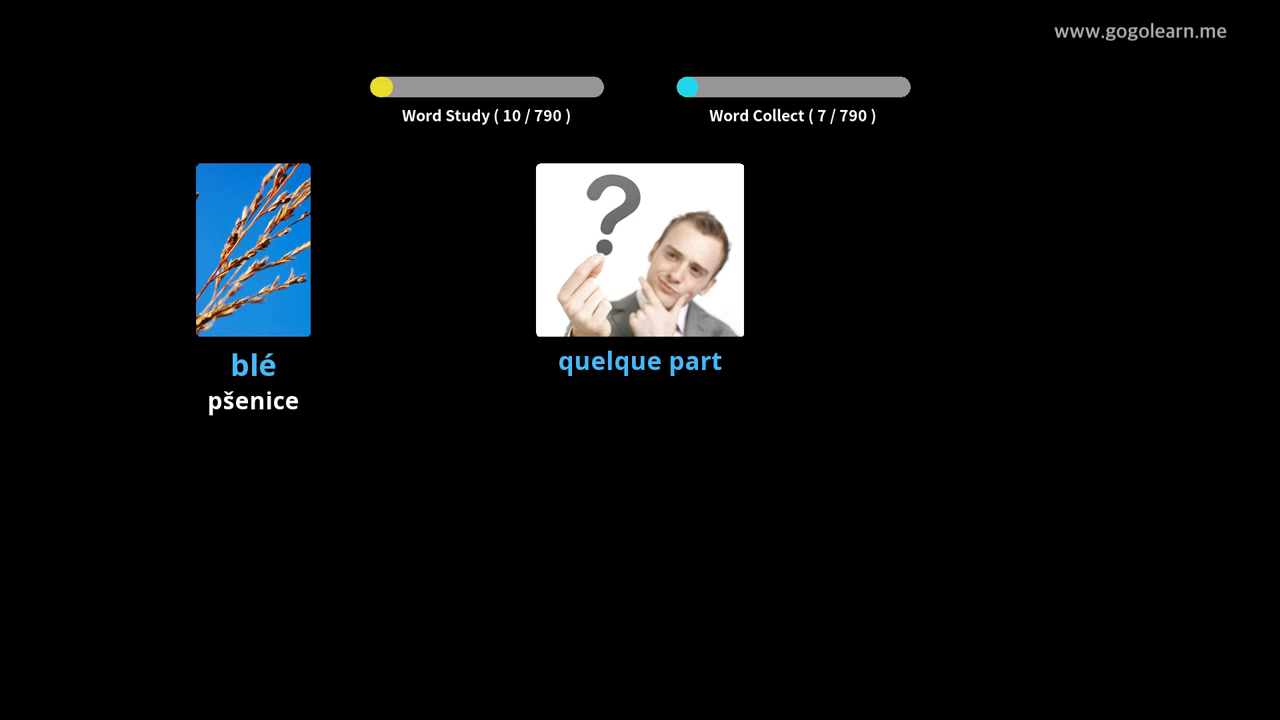 www.gogolearn.me
Word Study ( 10 / 790 )
Word Collect ( 7 / 790 )
blé
pšenice
quelque part